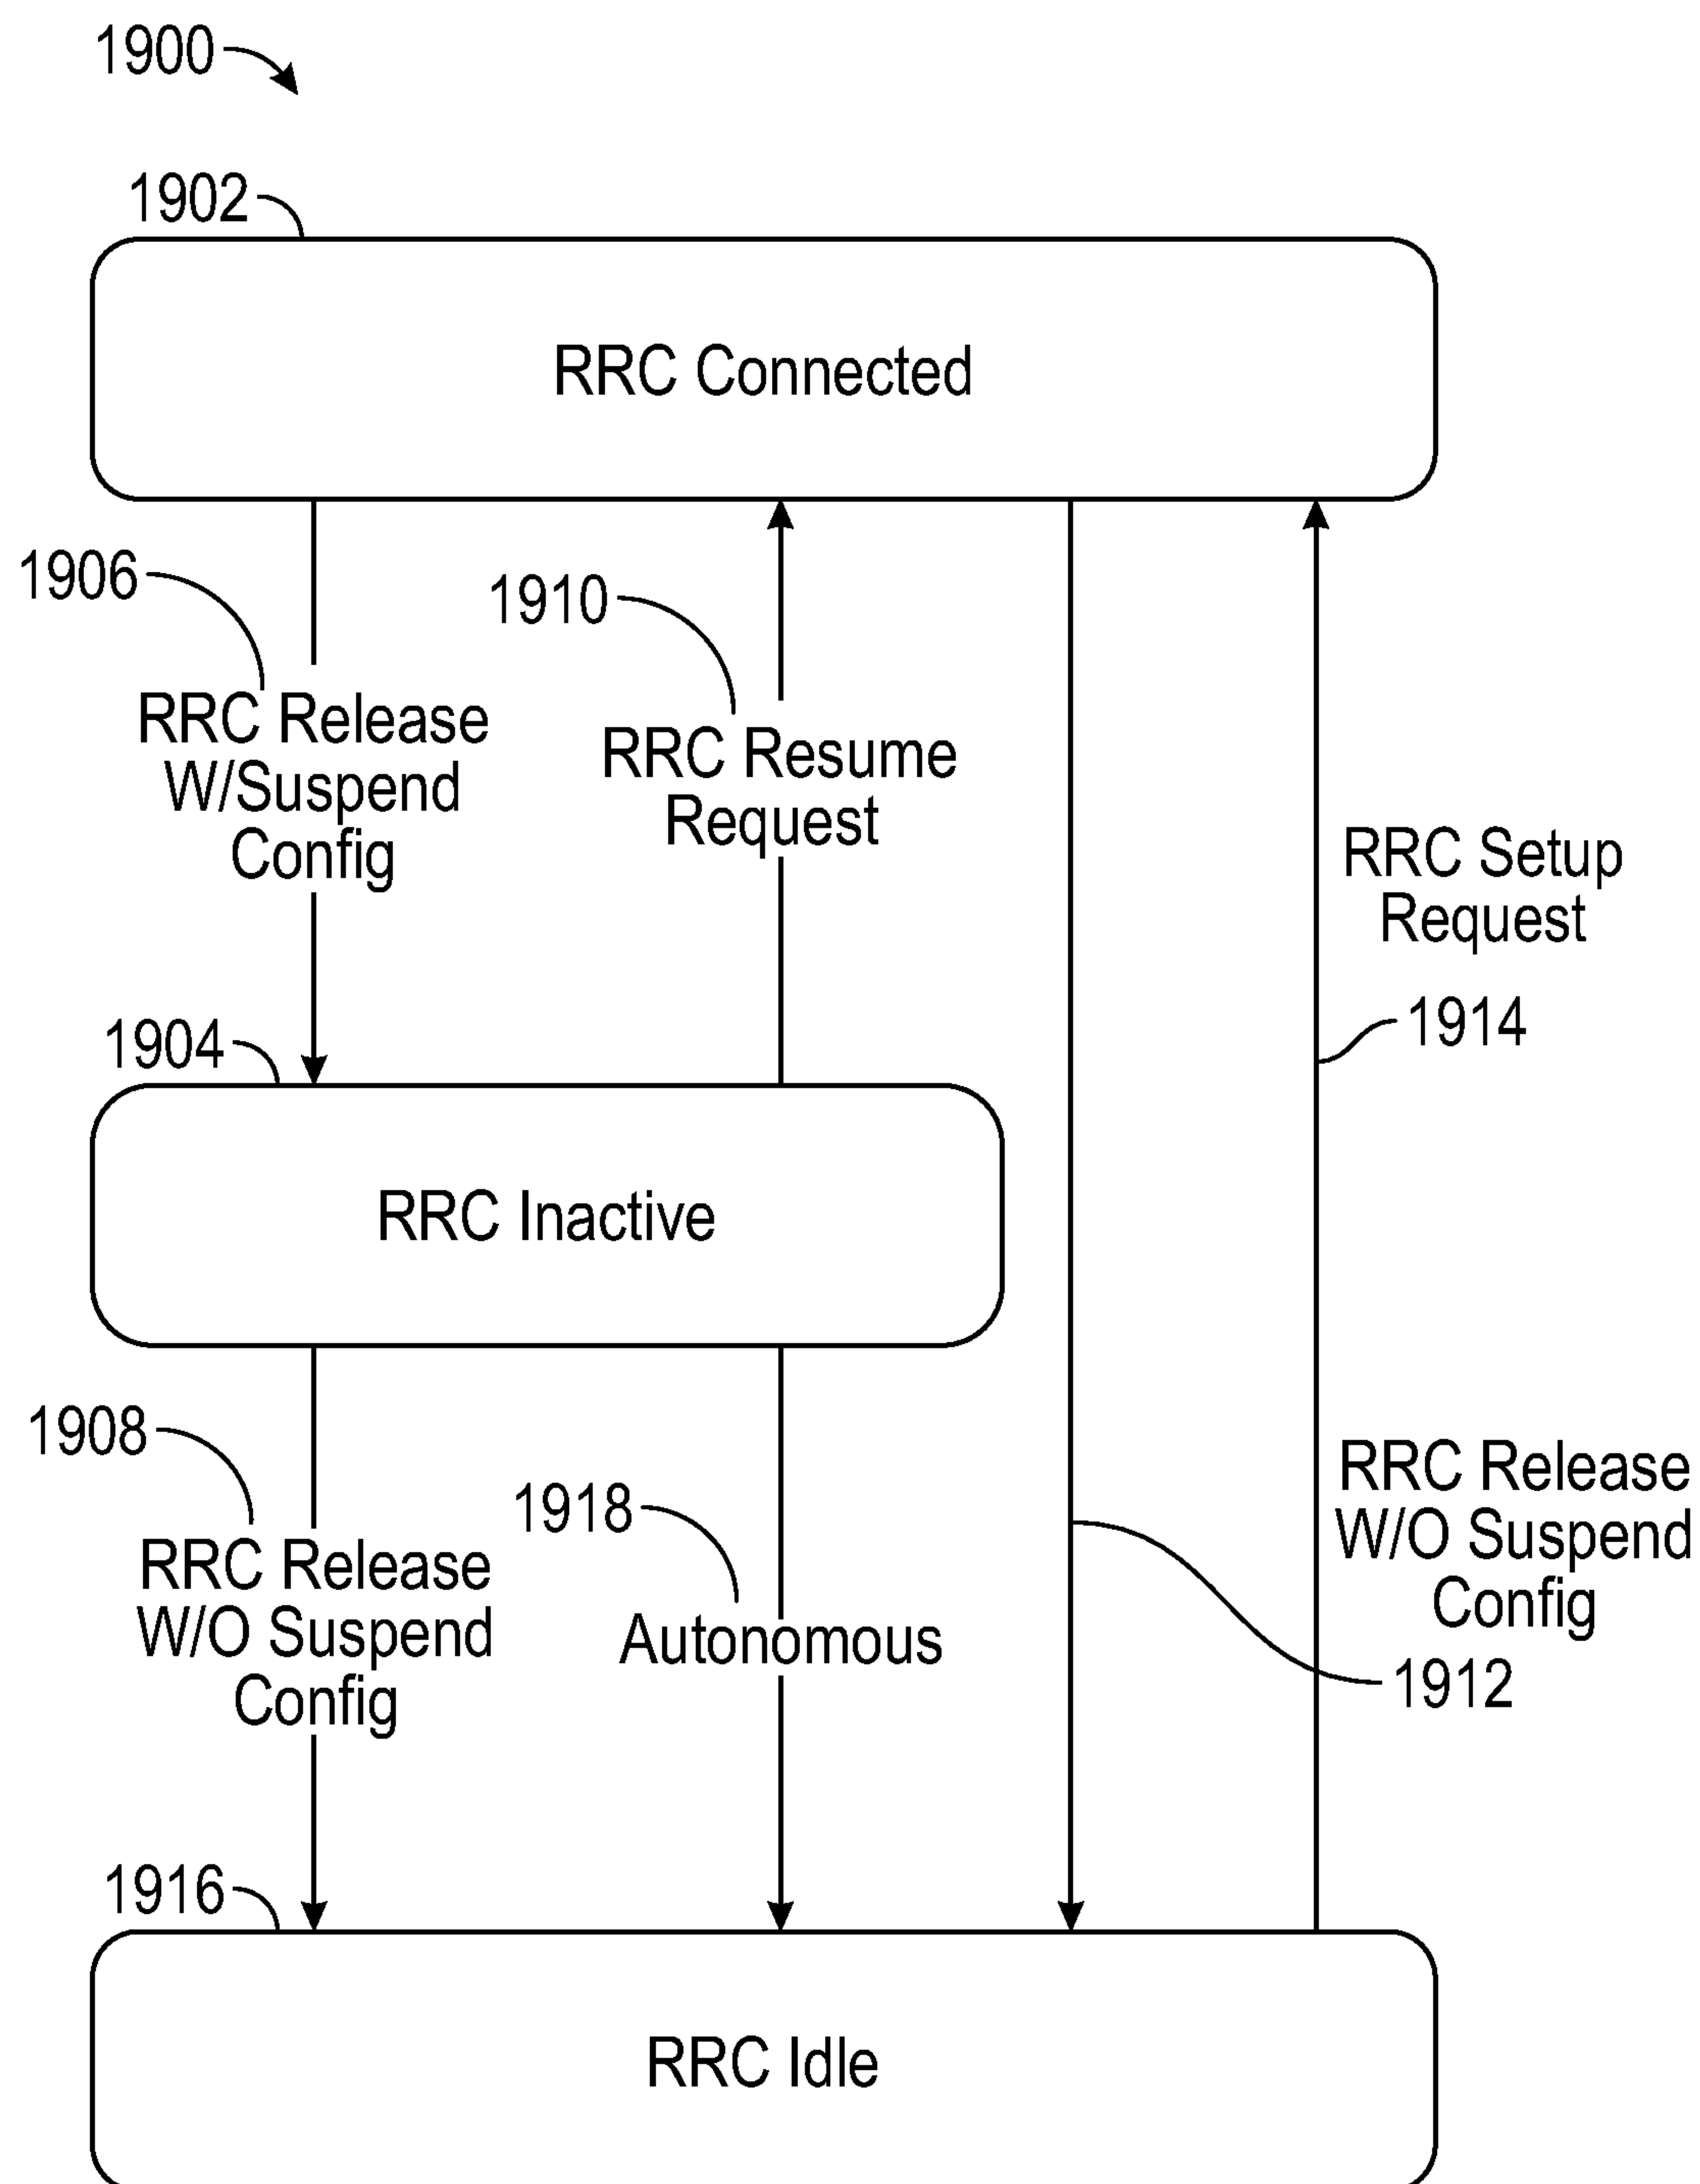 1900
1902
RRC Connected
1906
RRC Release
W/Suspend
Config
1910
RRC Resume
Request
RRC Setup
Request
1914
1904
RRC Inactive
1908
RRC Release
W/O Suspend
Config
1918
Autonomous
RRC Release
W/O Suspend
Config
1912
1916
RRC Idle